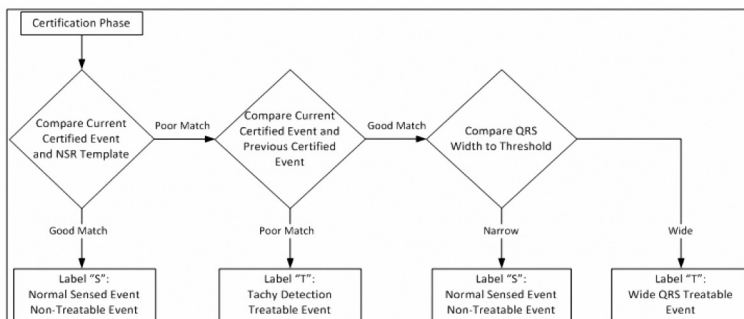 Certification Phase
Compare Current
Certified Event
and NSR Template
Poor Match
Compare Current
Certified Event and
Previous Certified
Event
Good Match
Compare QRS
Width to Threshold
Good Match
Poor Match
Narrow
Wide
Label “S”:
Normal Sensed Event
Non-Treatable Event
Label “T”:
Tachy Detection
Treatable Event
Label “S”:
Normal Sensed Event
Non-Treatable Event
Label “T”:
Wide QRS Treatable
Event